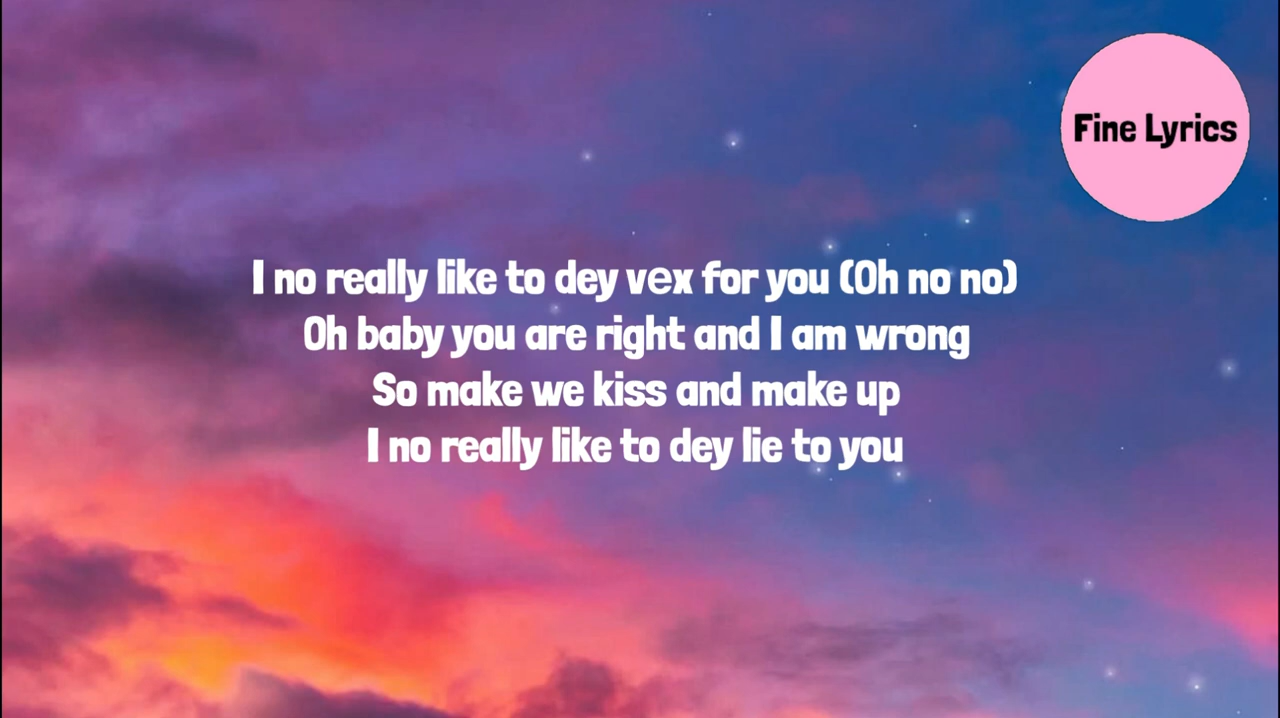 Fine Lyrics
I no really like to dey vex for you (Oh no no)
Oh baby you are right and I am wrong
So make we kiss and make up
I no really like to dey lie to you